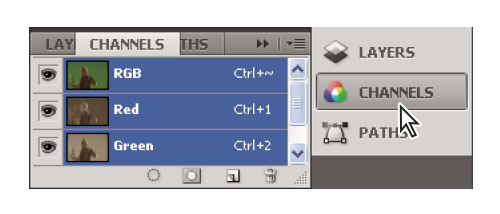 LAY CHANNELS THS
RGB Ctrl+~
Red Ctrl+1
Green Ctrl+2
LAYERS
CHANNELS
PATHS